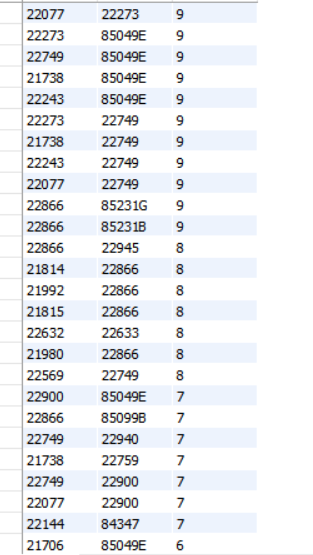 22077 22273 9
22273 85049E 9
22749 85049E 9
21738 85049E 9
22243 85049E 9
22273 22749 9
21738 22749 9
22243 22749 9
22077 22749 9
22866 85231G 9
22866 85231B 9
22866 22945 8
21814 22866 8
21992 22866 8
21815 22866 8
22632 22633 8
21980 22866 8
22569 22749 8
22900 85049E 7
22866 85099B 7
22749 22940 7
21738 22759 7
22749 22900 7
22077 22900 7
22144 84347 7
21706 85049E 6